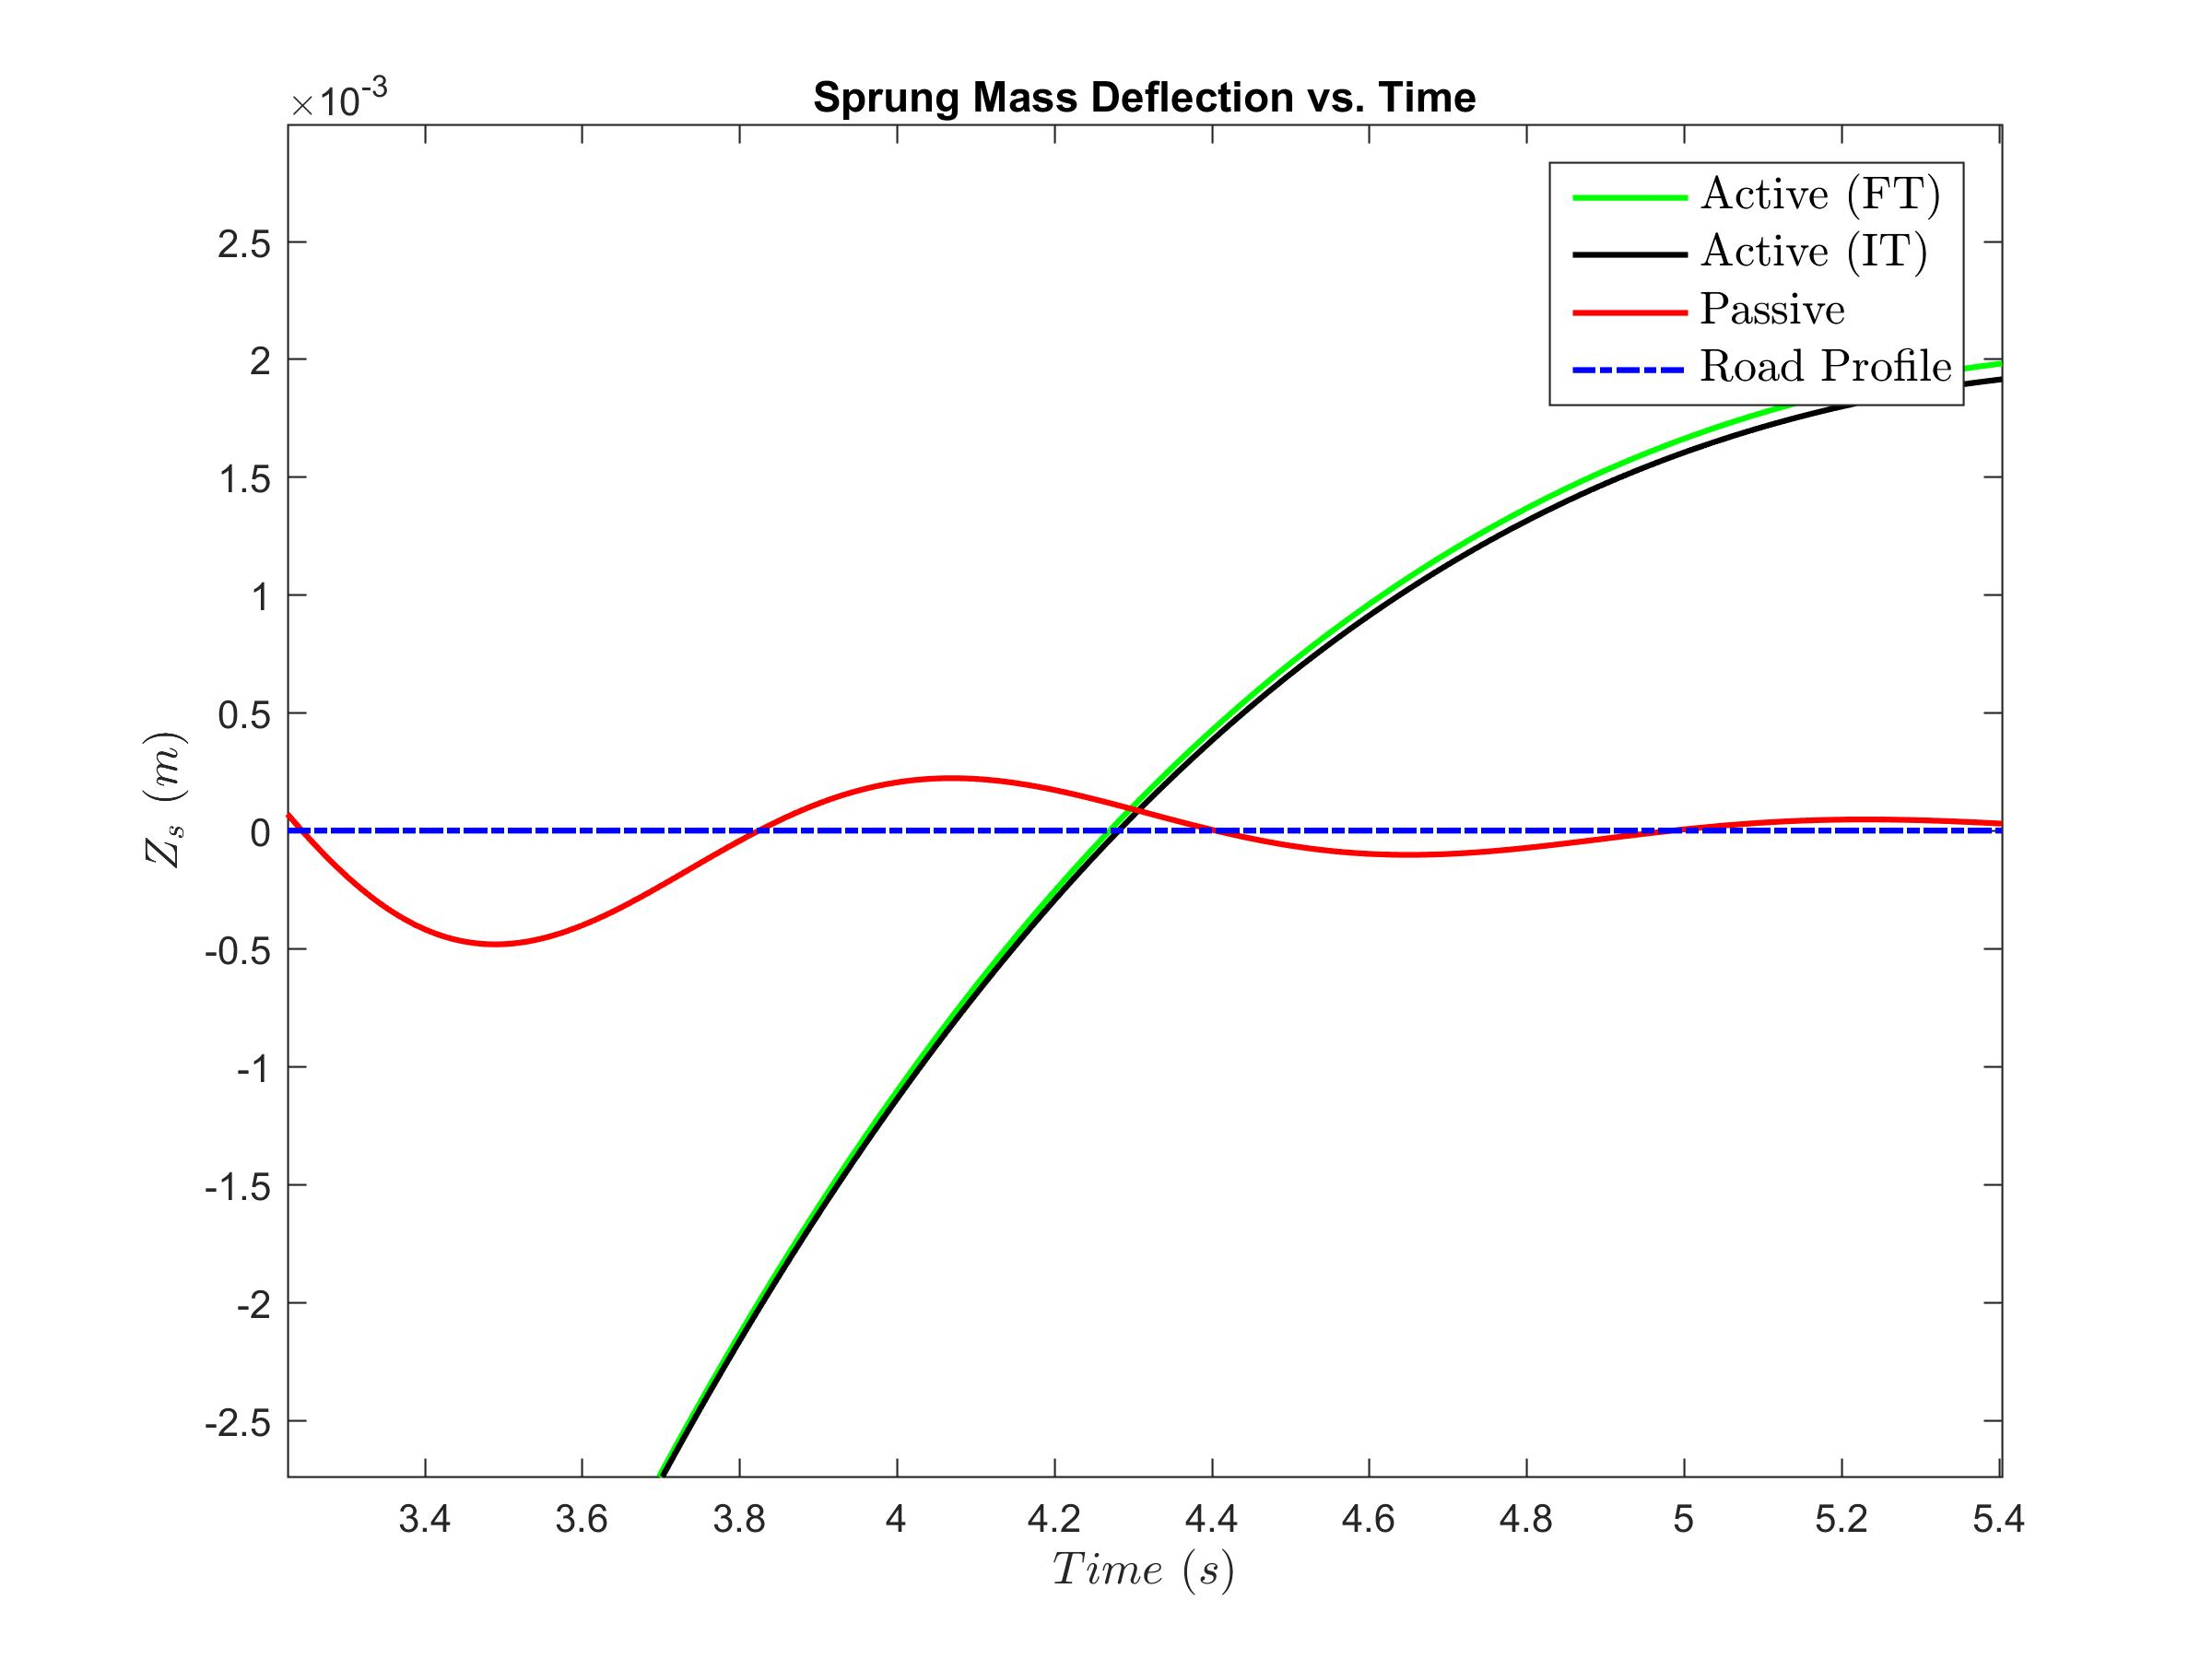 ×10-3
Sprung Mass Deflection vs. Time
Active (FT)
Active (IT)
Passive
Road Profile
2.5
2
1.5
1
0.5
0
-0.5
-1
-1.5
-2
-2.5
Zs (m)
3.4 3.6 3.8 4 4.2 4.4 4.6 4.8 5 5.2 5.4
Time (s)